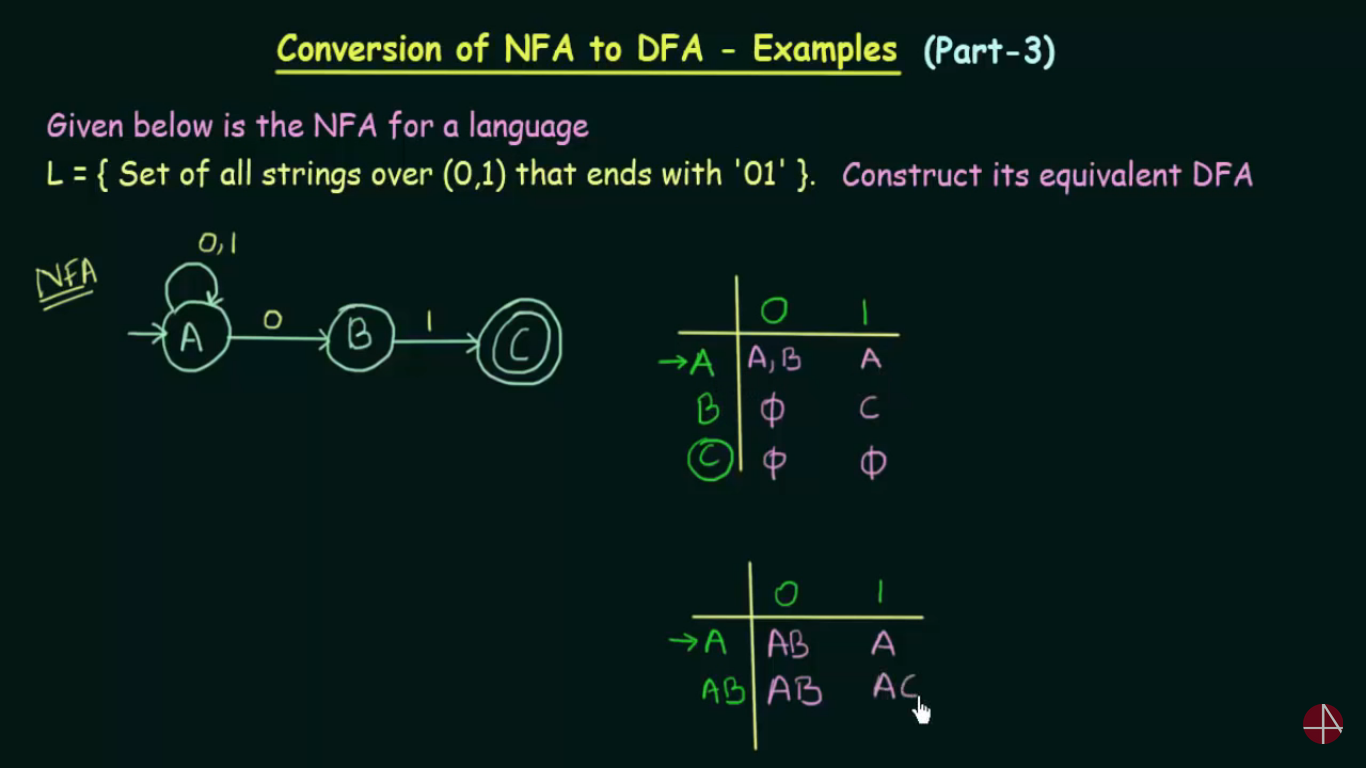 Conversion of NFA to DFA - Examples (Part-3)
Given below is the NFA for a language
L = { Set of all strings over (0,1) that ends with '01' }. Construct its equivalent DFA
NFA
0,1
A 0 B 1 C
0 1
→A A,B A
B Φ C
C Φ Φ
0 1
→A AB A
AB AB AC